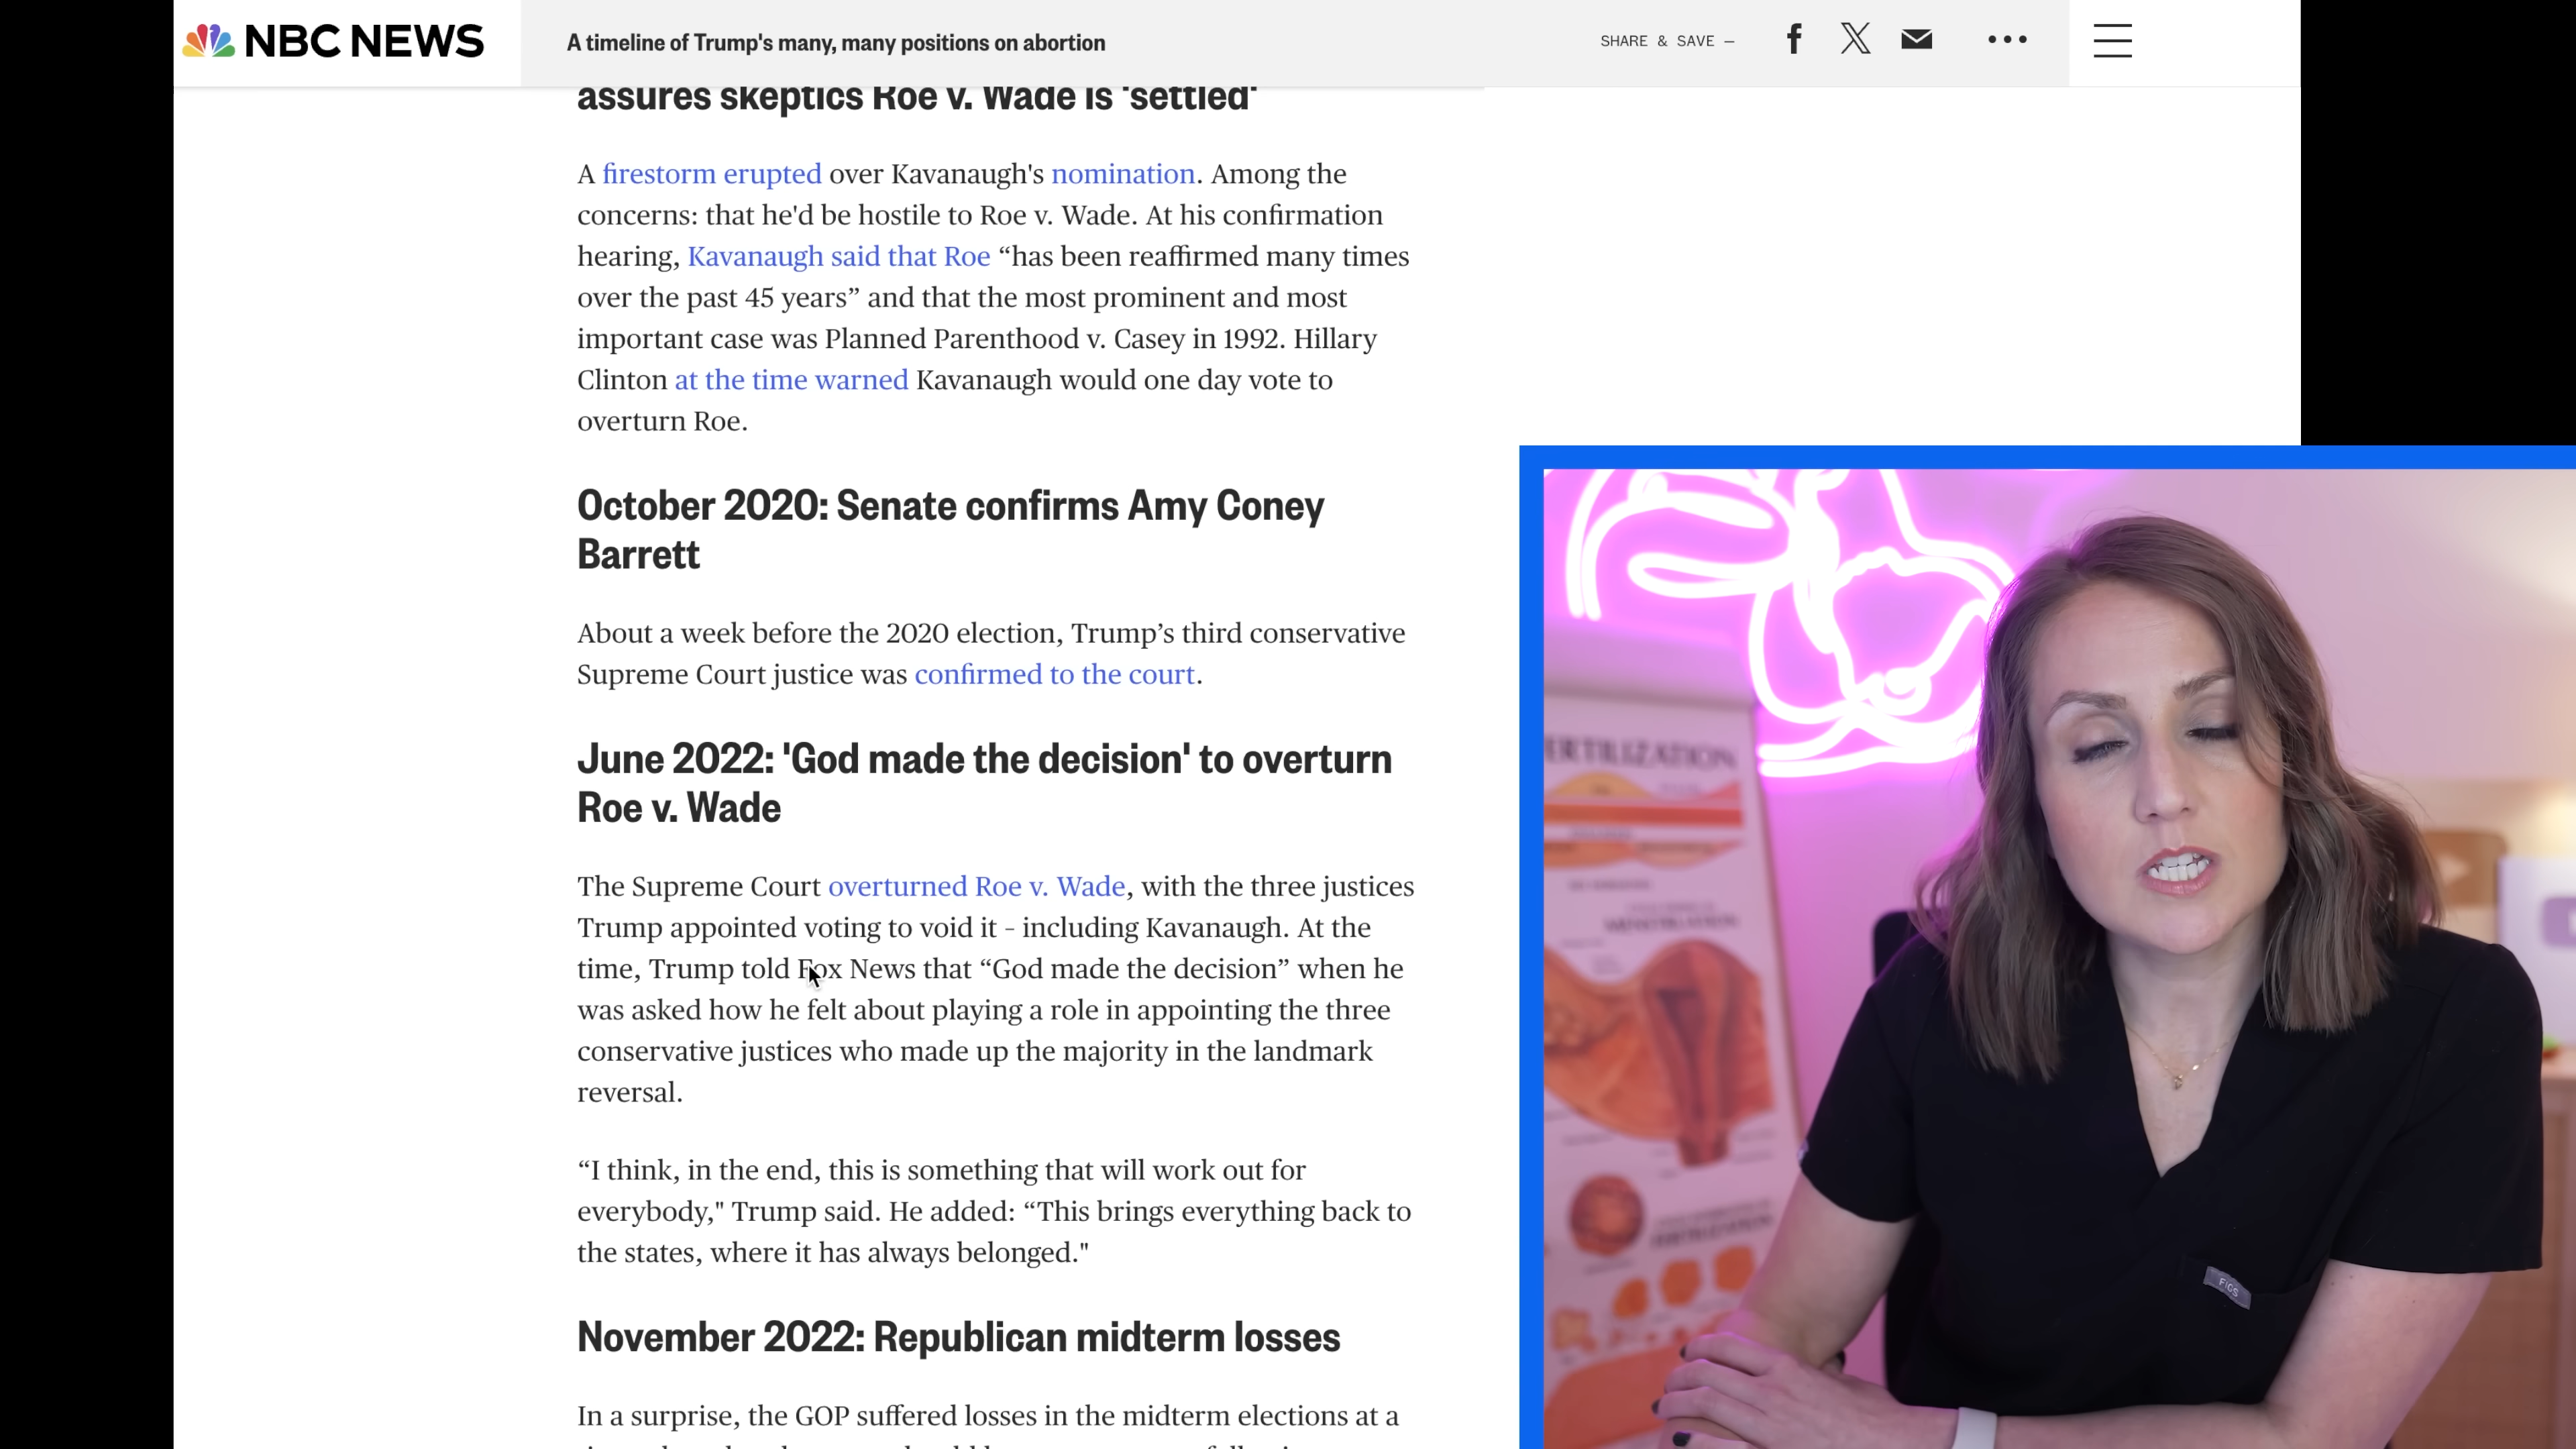 NBC NEWS
A timeline of Trump's many, many positions on abortion
SHARE & SAVE —
assures skeptics Roe v. Wade is 'settled'
A firestorm erupted over Kavanaugh's nomination. Among the
concerns: that he'd be hostile to Roe v. Wade. At his confirmation
hearing, Kavanaugh said that Roe “has been reaffirmed many times
over the past 45 years” and that the most prominent and most
important case was Planned Parenthood v. Casey in 1992. Hillary
Clinton at the time warned Kavanaugh would one day vote to
overturn Roe.
October 2020: Senate confirms Amy Coney
Barrett
About a week before the 2020 election, Trump’s third conservative
Supreme Court justice was confirmed to the court.
June 2022: 'God made the decision' to overturn
Roe v. Wade
The Supreme Court overturned Roe v. Wade, with the three justices
Trump appointed voting to void it – including Kavanaugh. At the
time, Trump told Fox News that “God made the decision” when he
was asked how he felt about playing a role in appointing the three
conservative justices who made up the majority in the landmark
reversal.
“I think, in the end, this is something that will work out for
everybody," Trump said. He added: “This brings everything back to
the states, where it has always belonged."
November 2022: Republican midterm losses
In a surprise, the GOP suffered losses in the midterm elections at a
ERTILIZATION
MENSTRUATION
FIGS